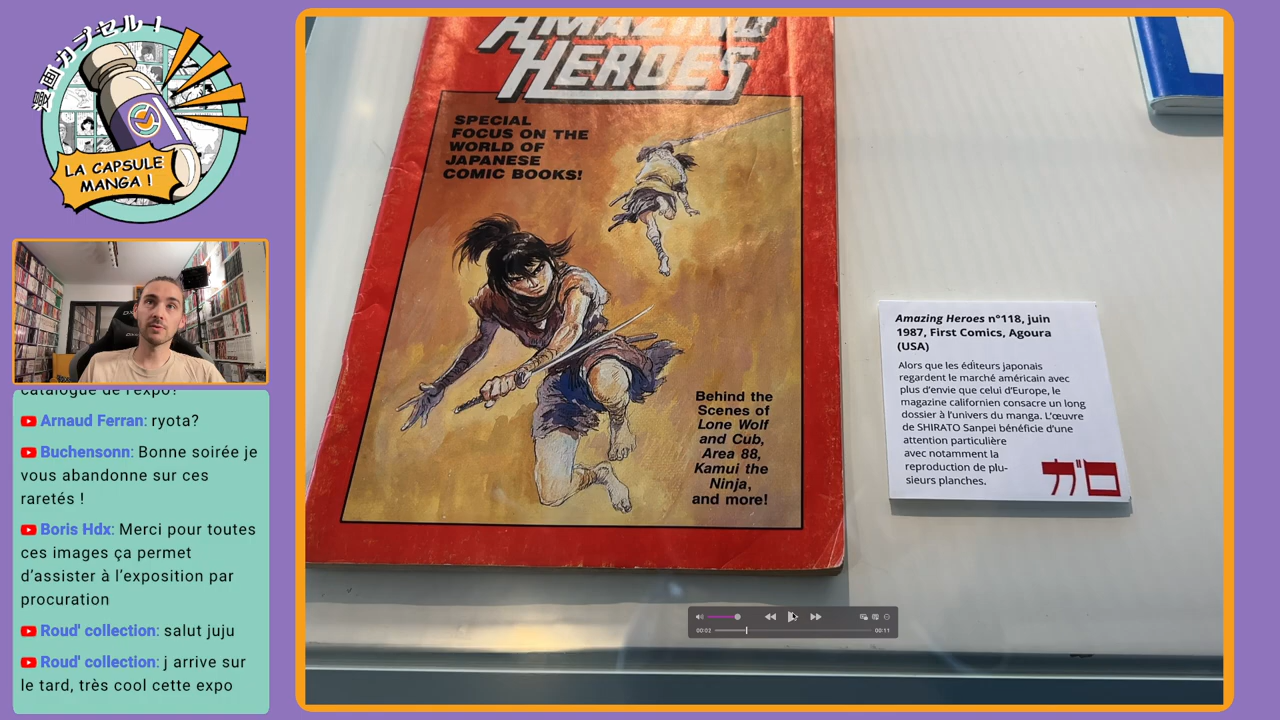 漫画カプセル！
LA CAPSULE
MANGA !
catalogue de l'expo?
Arnaud Ferran: ryota?
Buchensonn: Bonne soirée je
vous abandonne sur ces
raretés !
Boris Hdx: Merci pour toutes
ces images ça permet
d'assister à l'exposition par
procuration
Roud' collection: salut juju
Roud' collection: j arrive sur
le tard, très cool cette expo
AMAZING
HEROES
SPECIAL
FOCUS ON THE
WORLD OF
JAPANESE
COMIC BOOKS!
Behind the
Scenes of
Lone Wolf
and Cub,
Area 88,
Kamui the
Ninja,
and more!
Amazing Heroes n°118, juin
1987, First Comics, Agoura
(USA)
Alors que les éditeurs japonais
regardent le marché américain avec
plus d'envie que celui d'Europe, le
magazine californien consacre un long
dossier à l'univers du manga. L'œuvre
de SHIRATO Sanpei bénéficie d'une
attention particulière
avec notamment la
reproduction de plu-
sieurs planches.
ガロ
00:02
00:11